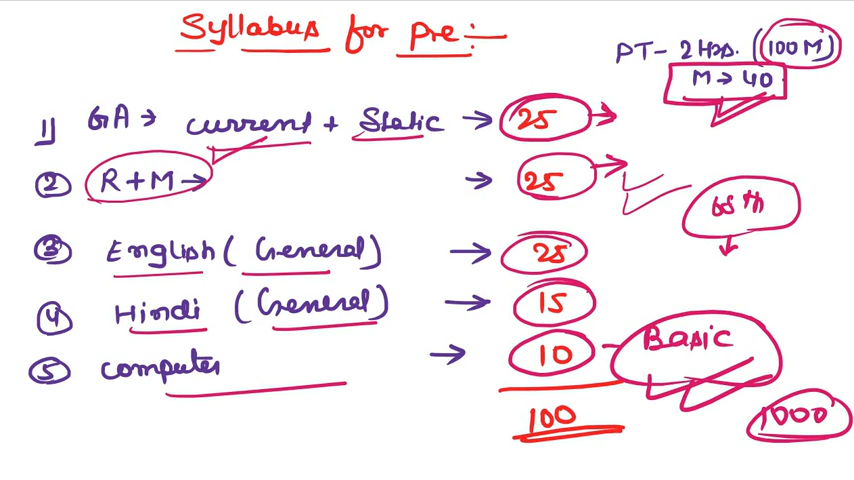 Syllabus for pre:-
PT- 2 Hrs. (100 M)
M → 40
1) GA → current + Static → 25 →
② R+M → → 25 →
65th
③ English (General) → 25
④ Hindi (General) → 15
⑤ computer → 10 - Basic
100
1000